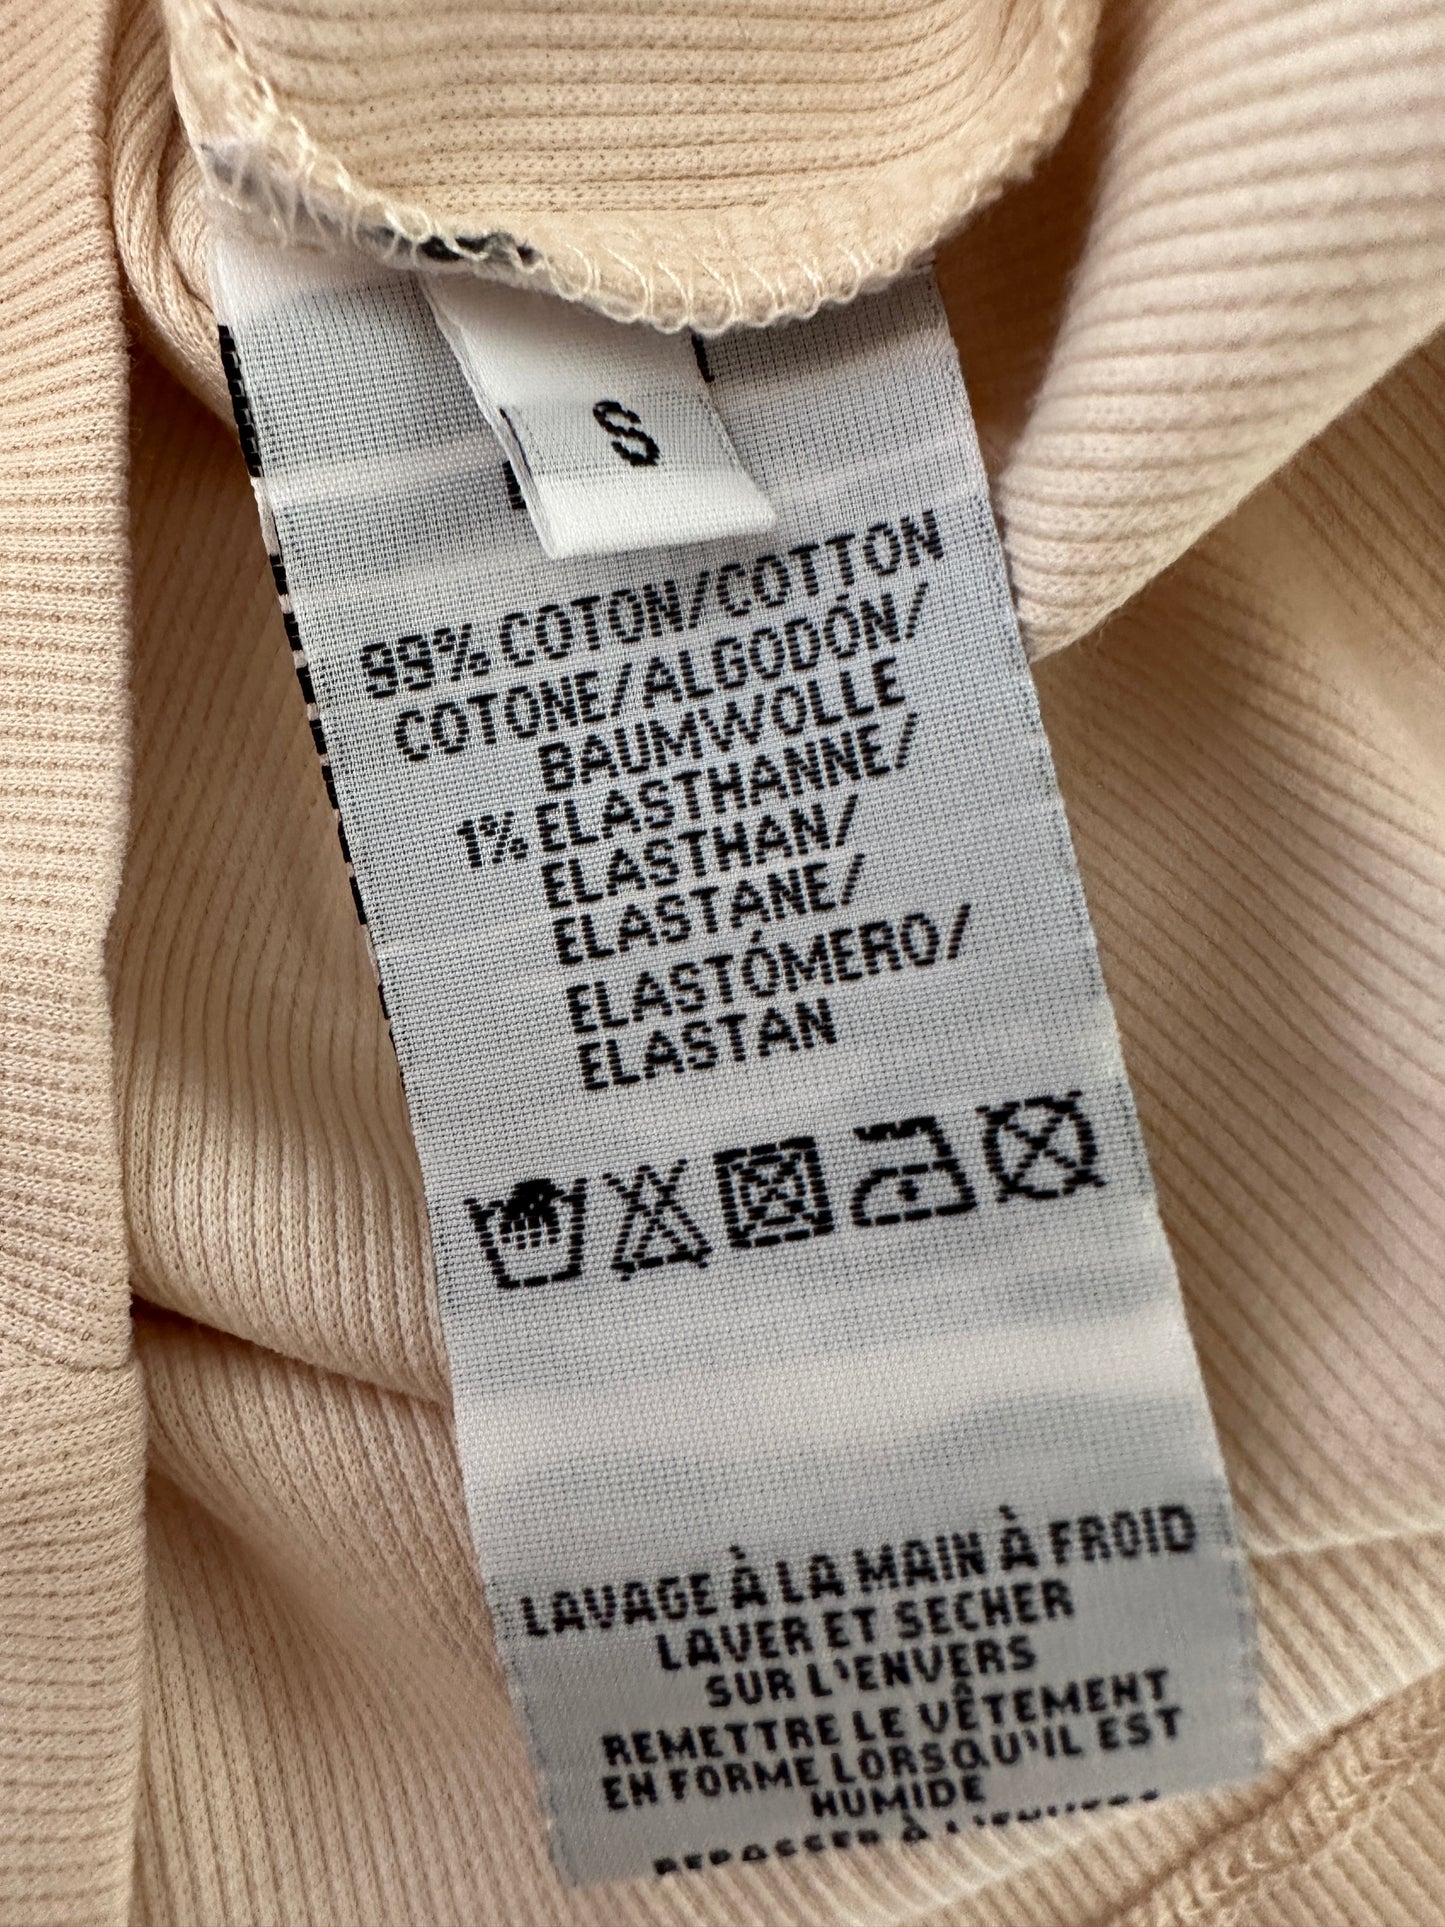 S
99% COTON/COTTON
COTONE/ALGODÓN/
BAUMWOLLE
1% ELASTHANNE/
ELASTHAN/
ELASTANE/
ELASTÓMERO/
ELASTAN
LAVAGE À LA MAIN À FROID
LAVER ET SECHER
SUR L'ENVERS
REMETTRE LE VÊTEMENT
EN FORME LORSQU'IL EST
HUMIDE